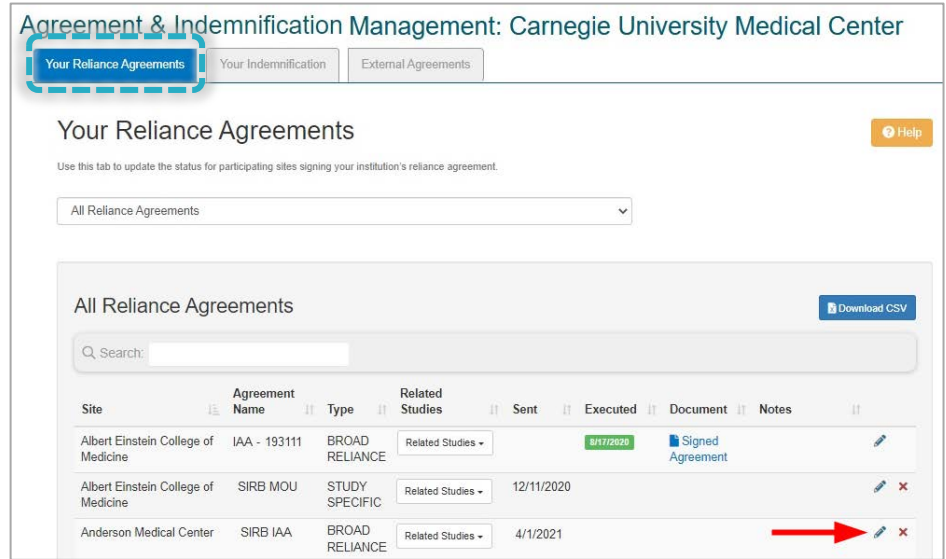 Agreement & Indemnification Management: Carnegie University Medical Center
Your Reliance Agreements
Your Indemnification
External Agreements
Your Reliance Agreements
Help
Use this tab to update the status for participating sites signing your institution's reliance agreement.
All Reliance Agreements
All Reliance Agreements
Download CSV
Search:
Site
Agreement
Name
Type
Related
Studies
Sent
Executed
Document
Notes
Albert Einstein College of
Medicine
IAA - 193111
BROAD
RELIANCE
Related Studies
8/17/2020
Signed
Agreement
Albert Einstein College of
Medicine
SIRB MOU
STUDY
SPECIFIC
Related Studies
12/11/2020
Anderson Medical Center
SIRB IAA
BROAD
RELIANCE
Related Studies
4/1/2021